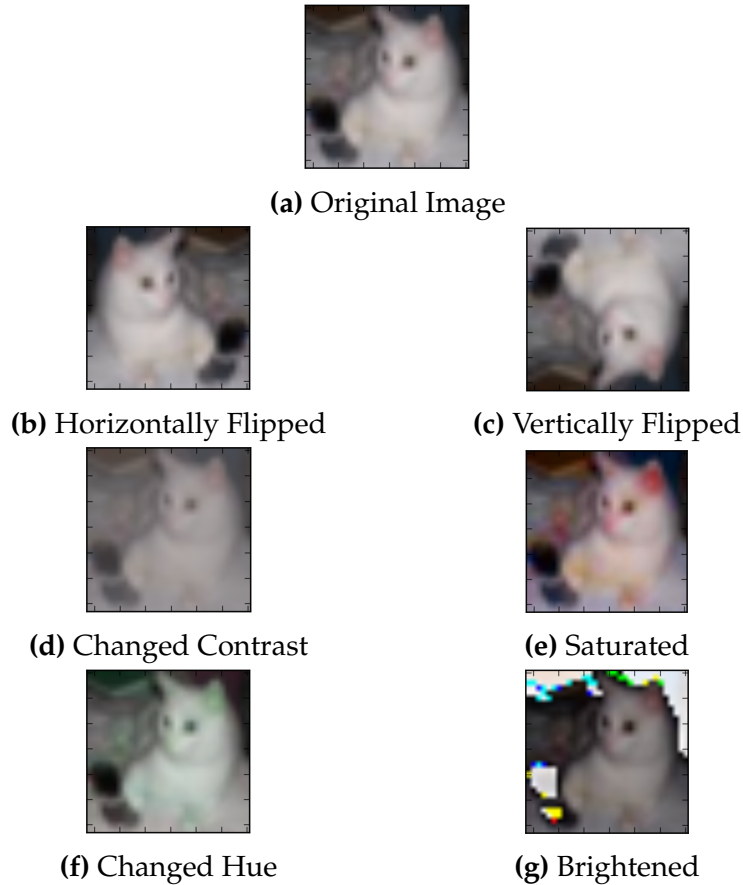 (a) Original Image
(b) Horizontally Flipped
(c) Vertically Flipped
(d) Changed Contrast
(e) Saturated
(f) Changed Hue
(g) Brightened